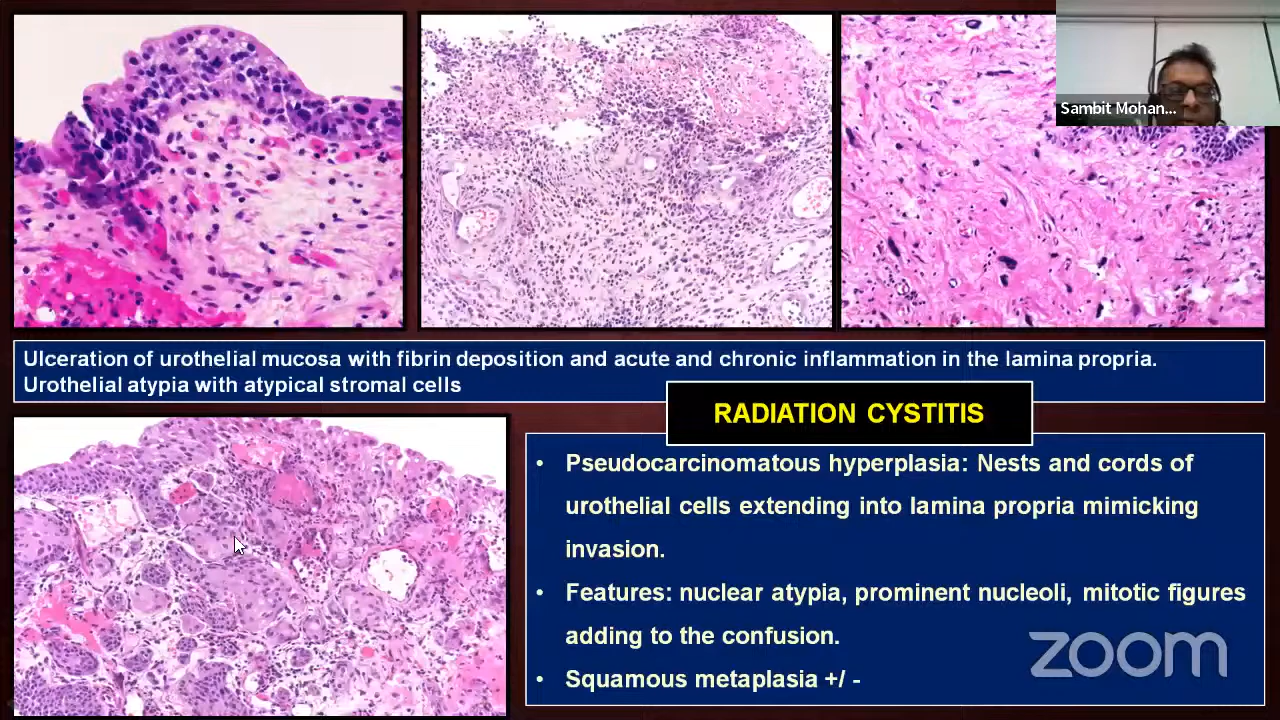 Sambit Mohan...
Ulceration of urothelial mucosa with fibrin deposition and acute and chronic inflammation in the lamina propria.
Urothelial atypia with atypical stromal cells
RADIATION CYSTITIS
• Pseudocarcinomatous hyperplasia: Nests and cords of
urothelial cells extending into lamina propria mimicking
invasion.
• Features: nuclear atypia, prominent nucleoli, mitotic figures
adding to the confusion.
• Squamous metaplasia +/ -
zoom